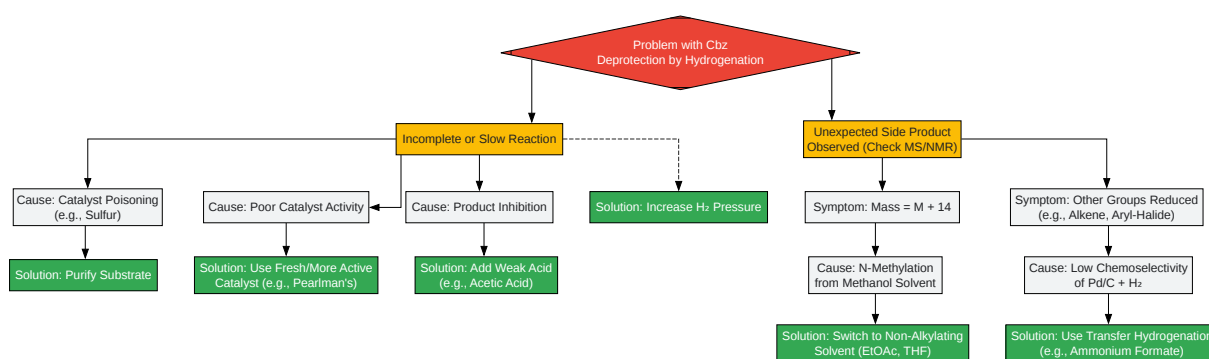 Problem with Cbz
Deprotection by Hydrogenation
Incomplete or Slow Reaction
Unexpected Side Product
Observed (Check MS/NMR)
Cause: Catalyst Poisoning
(e.g., Sulfur)
Cause: Poor Catalyst Activity
Cause: Product Inhibition
Solution: Increase H₂ Pressure
Symptom: Mass = M + 14
Symptom: Other Groups Reduced
(e.g., Alkene, Aryl-Halide)
Solution: Purify Substrate
Solution: Use Fresh/More Active
Catalyst (e.g., Pearlman's)
Solution: Add Weak Acid
(e.g., Acetic Acid)
Cause: N-Methylation
from Methanol Solvent
Cause: Low Chemoselectivity
of Pd/C + H₂
Solution: Switch to Non-Alkylating
Solvent (EtOAc, THF)
Solution: Use Transfer Hydrogenation
(e.g., Ammonium Formate)